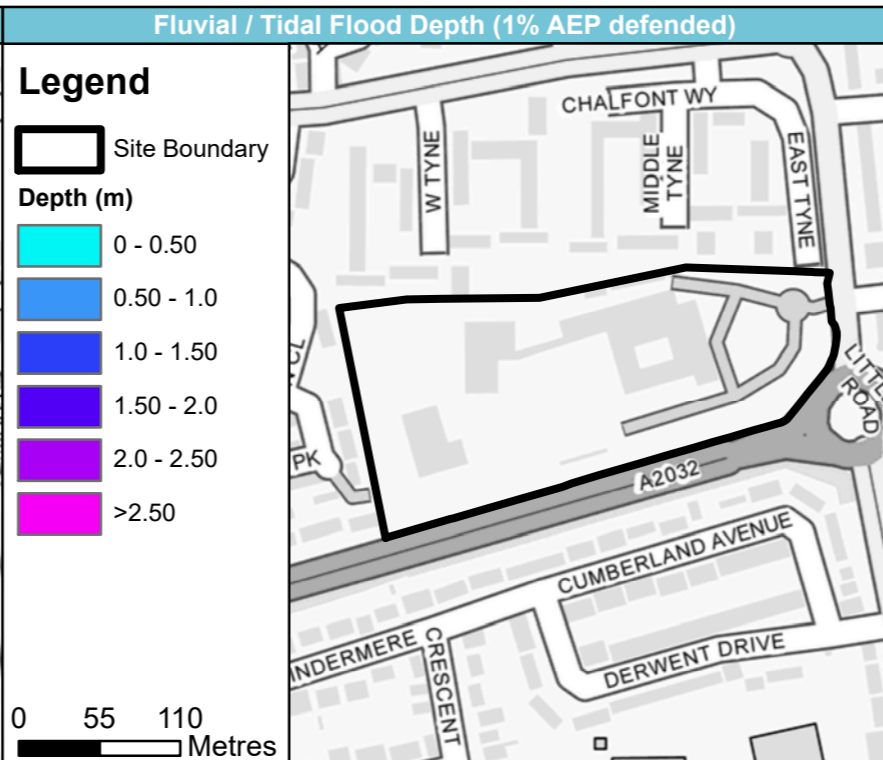 Fluvial / Tidal Flood Depth (1% AEP defended)
Legend
Site Boundary
Depth (m)
0 - 0.50
0.50 - 1.0
1.0 - 1.50
1.50 - 2.0
2.0 - 2.50
>2.50
0 55 110
Metres
CHALFONT WY
W TYNE
MIDDLE
TYNE
EAST TYNE
NCL
PK
LITTL
ROAD
A2032
CUMBERLAND AVENUE
INDERMERE
CRESCENT
DERWENT DRIVE